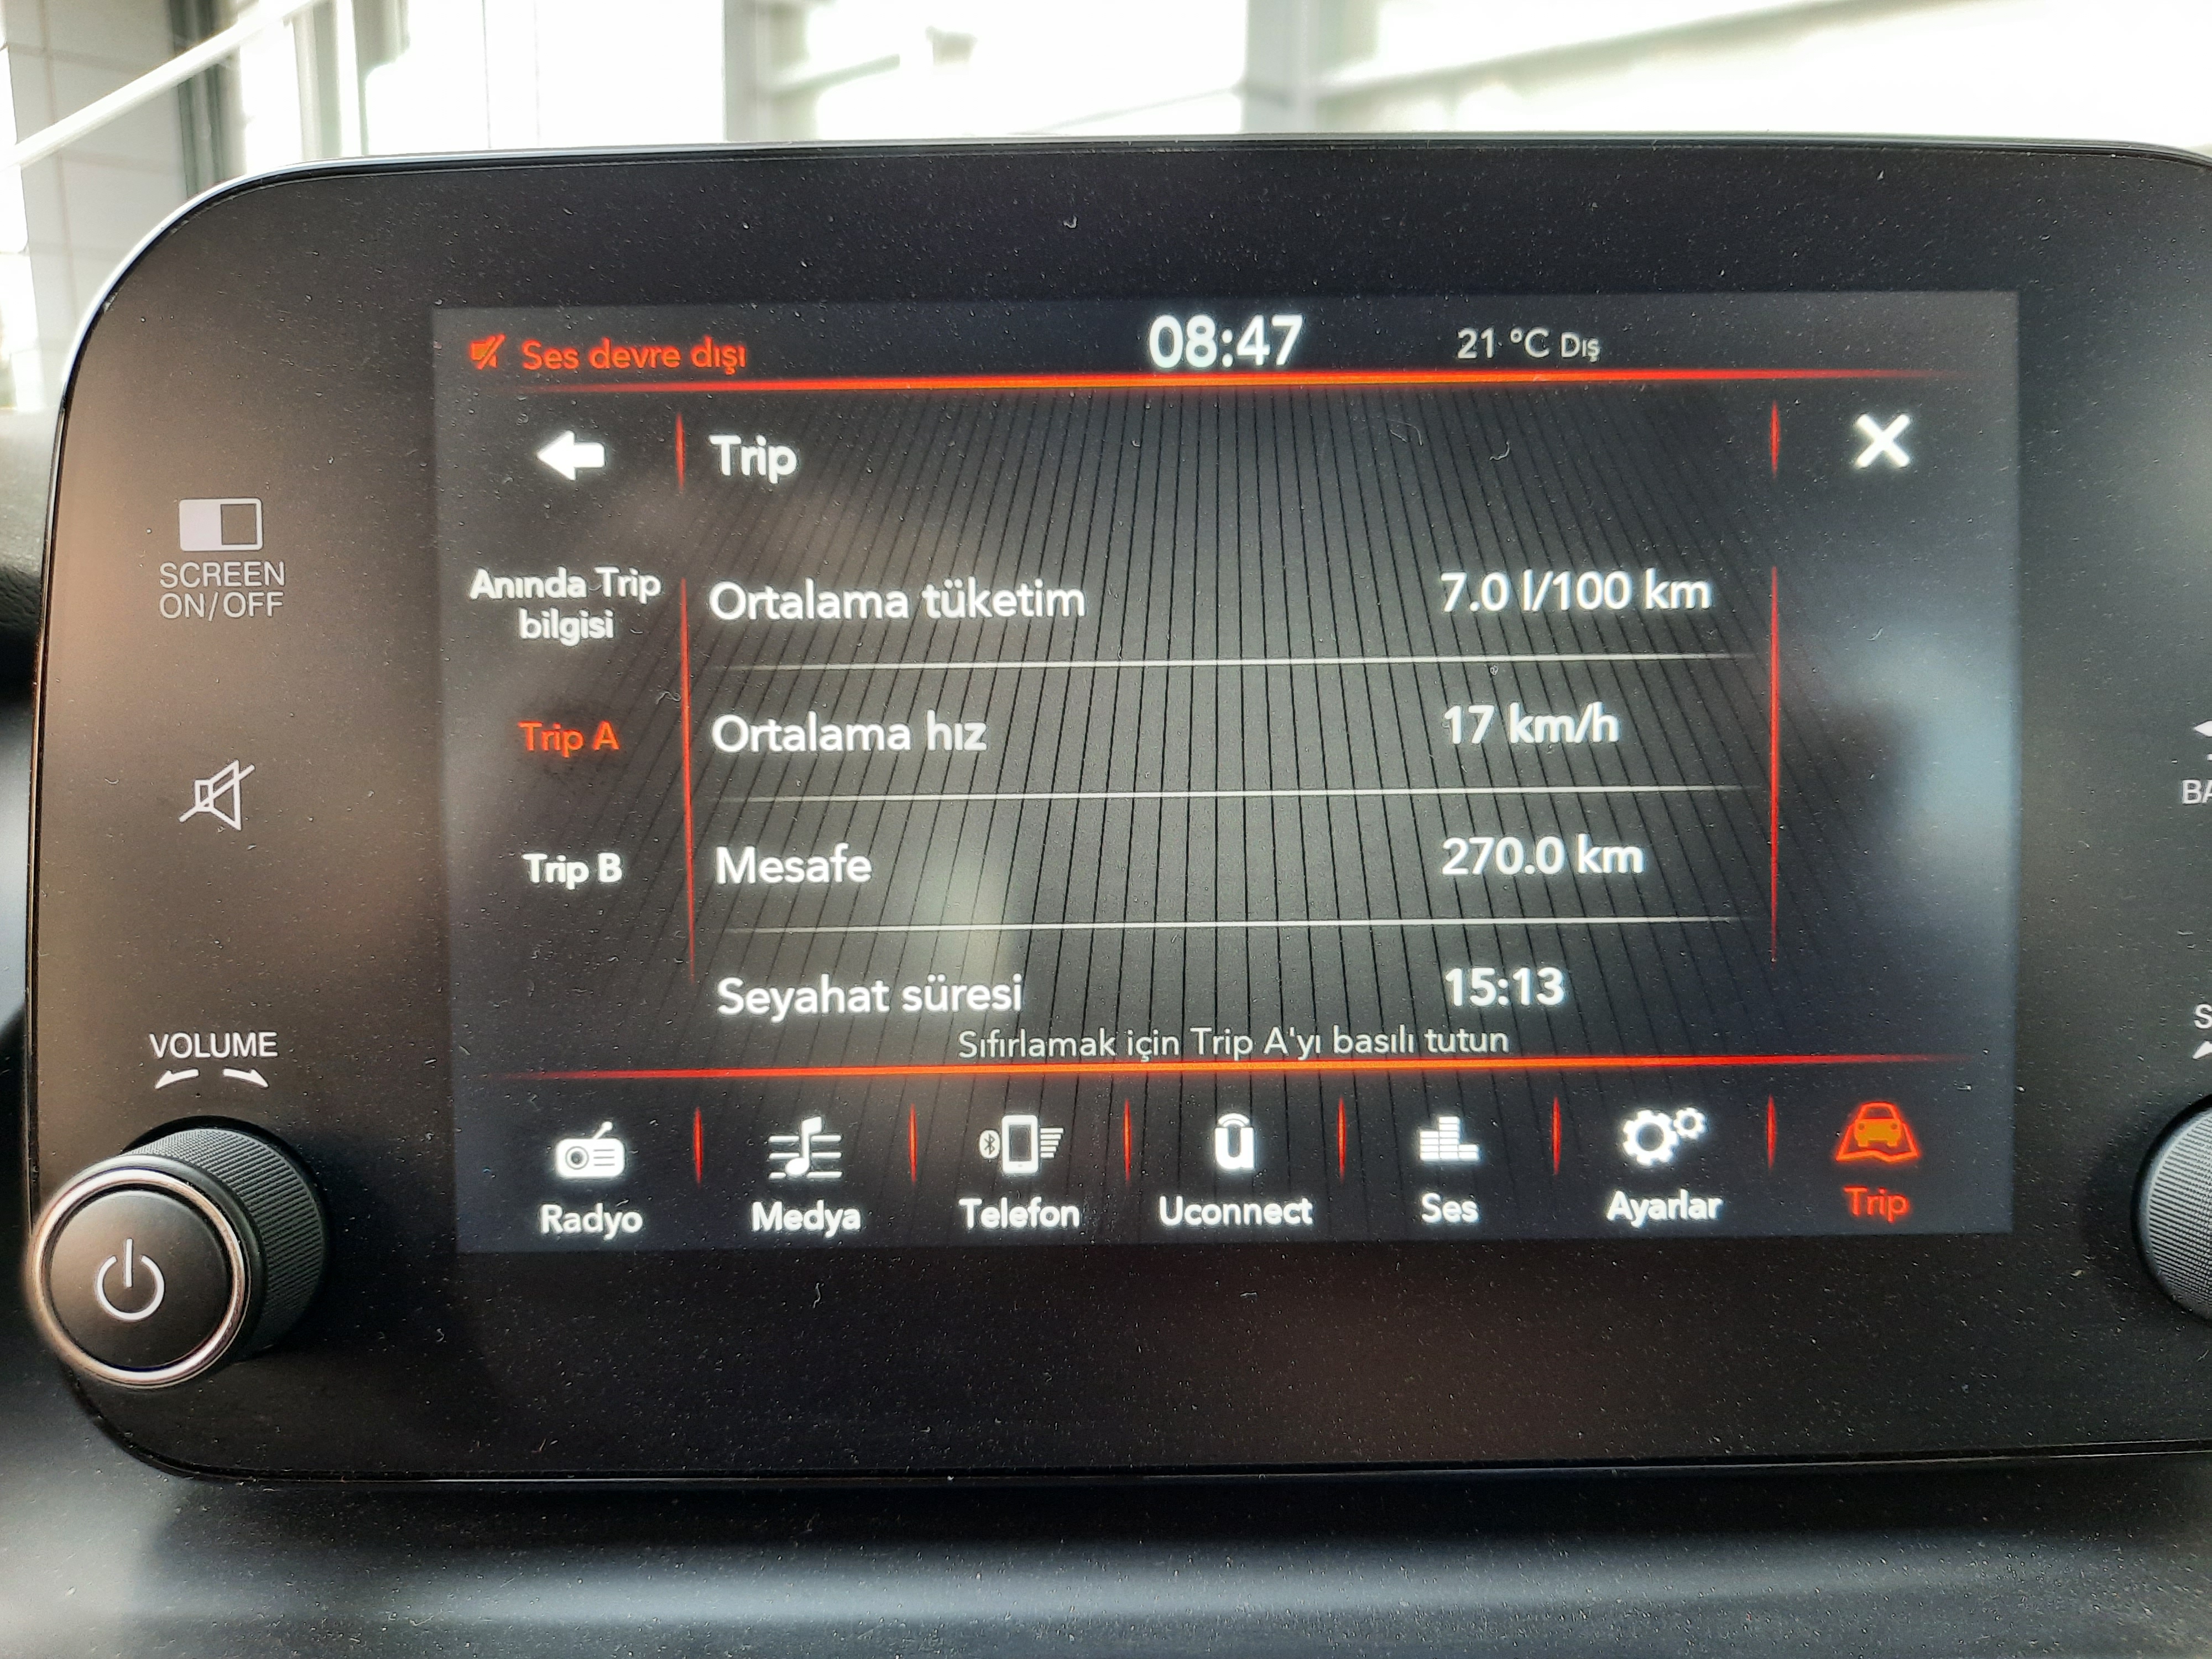 Ses devre dışı
08:47
21 °C Dış
Trip
SCREEN
ON/OFF
Anında Trip
bilgisi
Ortalama tüketim
7.0 l/100 km
Trip A
Ortalama hız
17 km/h
Trip B
Mesafe
270.0 km
Seyahat süresi
15:13
Sıfırlamak için Trip A'yı basılı tutun
VOLUME
Radyo
Medya
Telefon
Uconnect
Ses
Ayarlar
Trip